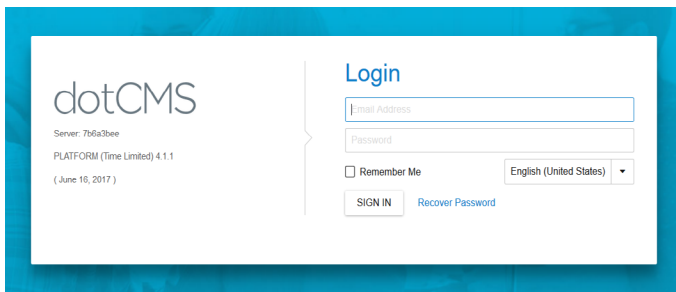 dotCMS
Server: 7b6a3bee
PLATFORM (Time Limited) 4.1.1
( June 16, 2017 )
Login
Email Address
Password
Remember Me
English (United States)
SIGN IN
Recover Password